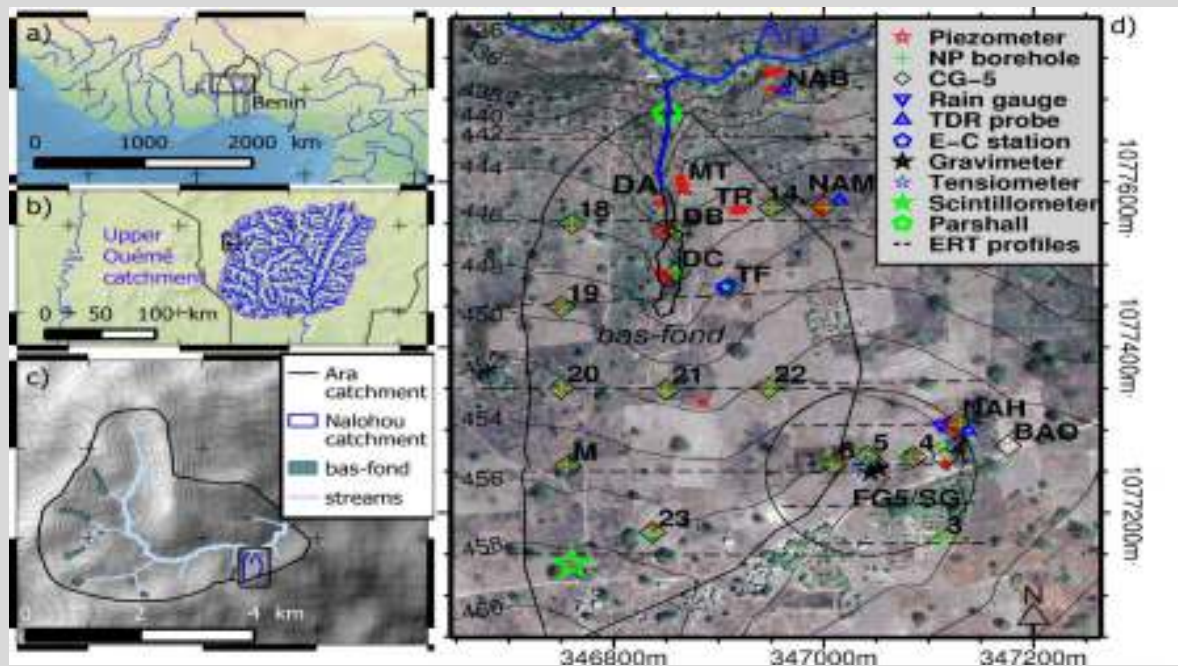 a)
Benin
0 1000 2000 km
b)
Upper
Ouémé
catchment
0 50 100 km
c)
Ara
catchment
Nalohou
catchment
bas-fond
streams
0 2 4 km
d)
Ara
Piezometer
NP borehole
CG-5
Rain gauge
TDR probe
E-C station
Gravimeter
Tensiometer
Scintillometer
Parshall
ERT profiles
NAB
440
442
444
446
448
450
454
456
458
460
MT
DA
TR
14
NAM
18
DB
DC
TF
19
bas-fond
20
21
22
NAH
BAO
M
6
5
4
FG5/SG
3
23
N
1077600m
1077400m
1077200m
346800m
347000m
347200m